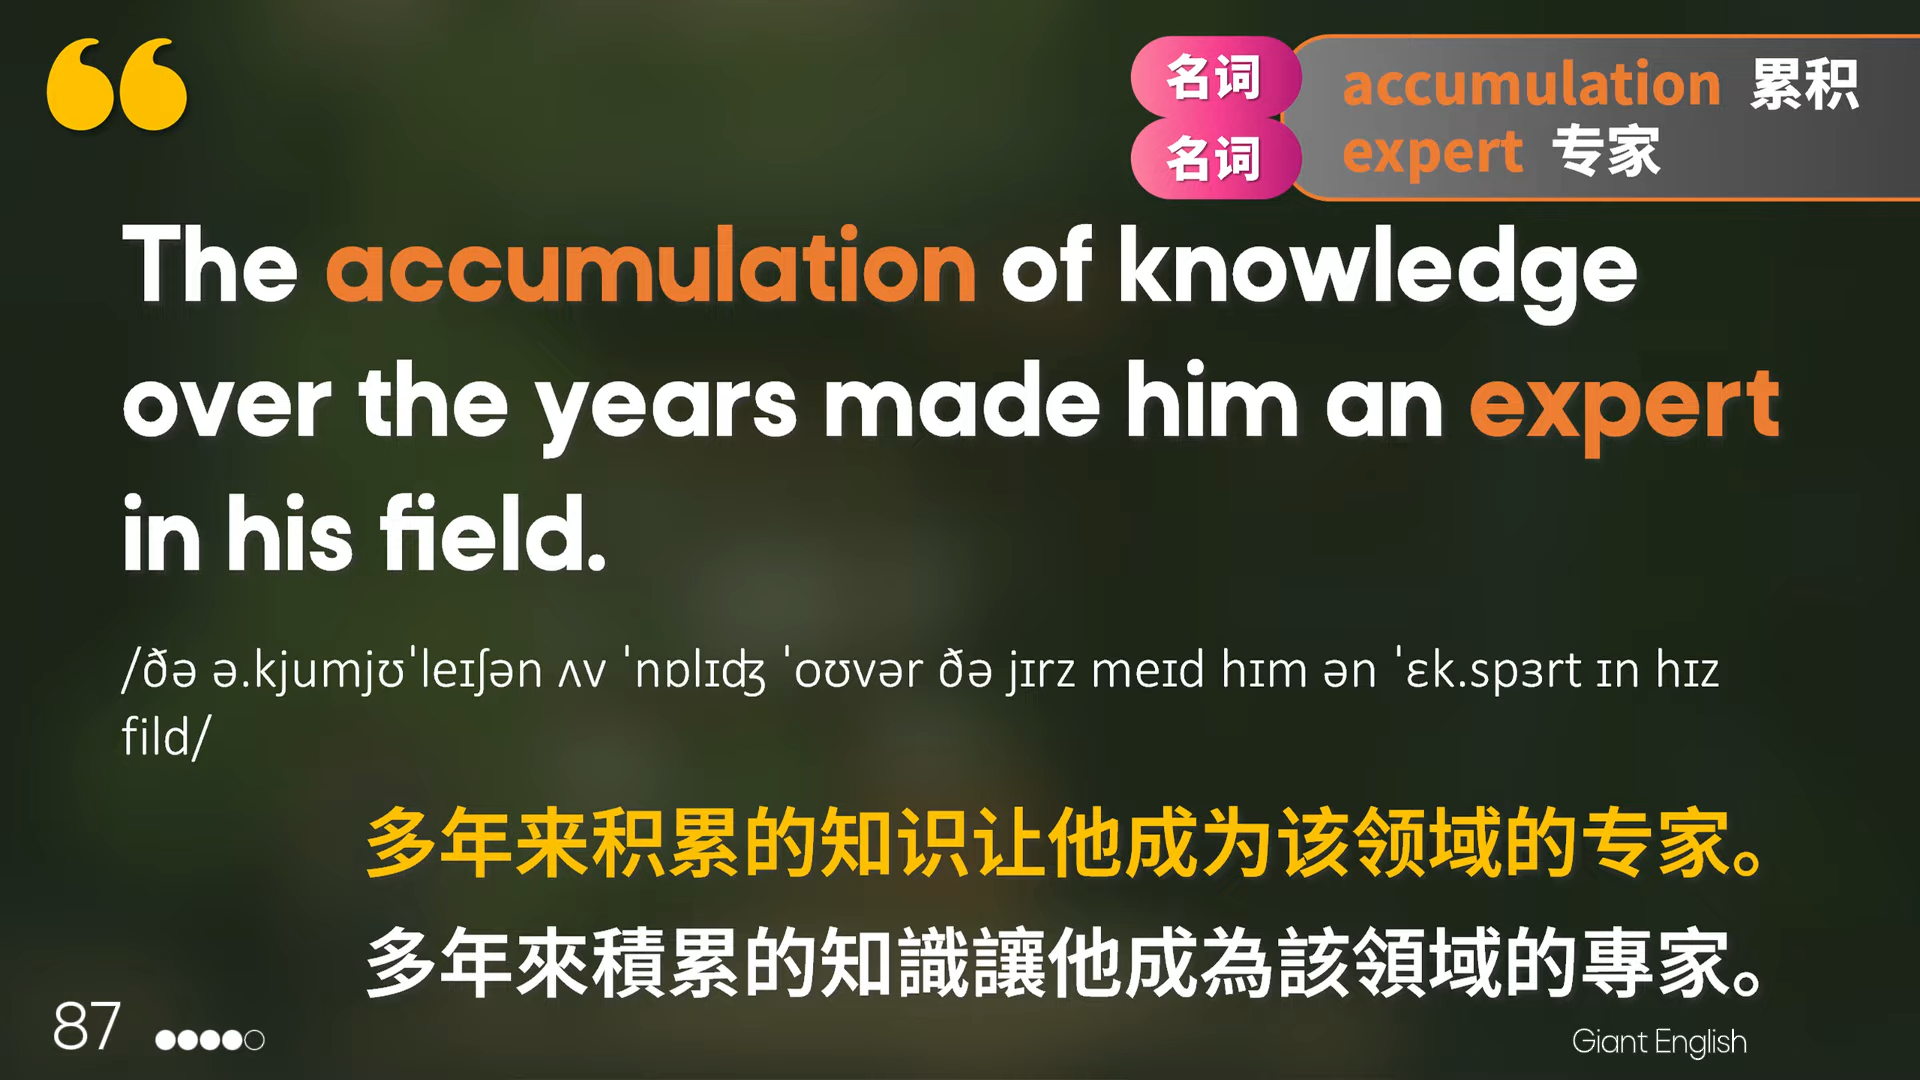 名词 accumulation 累积
名词 expert 专家
The accumulation of knowledge
over the years made him an expert
in his field.
/ðə ə.kjumjʊˈleɪʃən ʌv ˈnɒlɪʤ ˈoʊvər ðə jɪrz meɪd hɪm ən ˈɛk.spɜrt ɪn hɪz
fild/
多年来积累的知识让他成为该领域的专家。
多年來積累的知識讓他成為該領域的專家。
87
Giant English